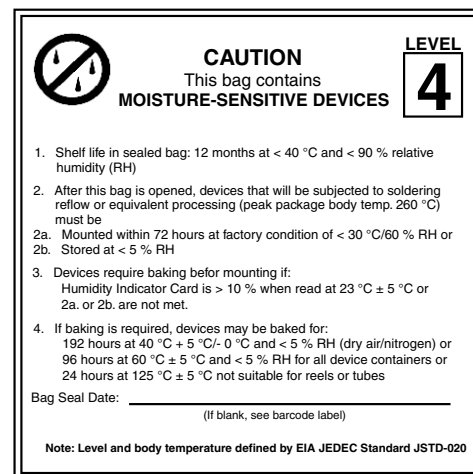 LEVEL
CAUTION
This bag contains
MOISTURE-SENSITIVE DEVICES
4
1. Shelf life in sealed bag: 12 months at < 40 °C and < 90 % relative
humidity (RH)
2. After this bag is opened, devices that will be subjected to soldering
reflow or equivalent processing (peak package body temp. 260 °C)
must be
2a. Mounted within 72 hours at factory condition of < 30 °C/60 % RH or
2b. Stored at < 5 % RH
3. Devices require baking befor mounting if:
Humidity Indicator Card is > 10 % when read at 23 °C ± 5 °C or
2a. or 2b. are not met.
4. If baking is required, devices may be baked for:
192 hours at 40 °C + 5 °C/- 0 °C and < 5 % RH (dry air/nitrogen) or
96 hours at 60 °C ± 5 °C and < 5 % RH for all device containers or
24 hours at 125 °C ± 5 °C not suitable for reels or tubes
Bag Seal Date:
(If blank, see barcode label)
Note: Level and body temperature defined by EIA JEDEC Standard JSTD-020